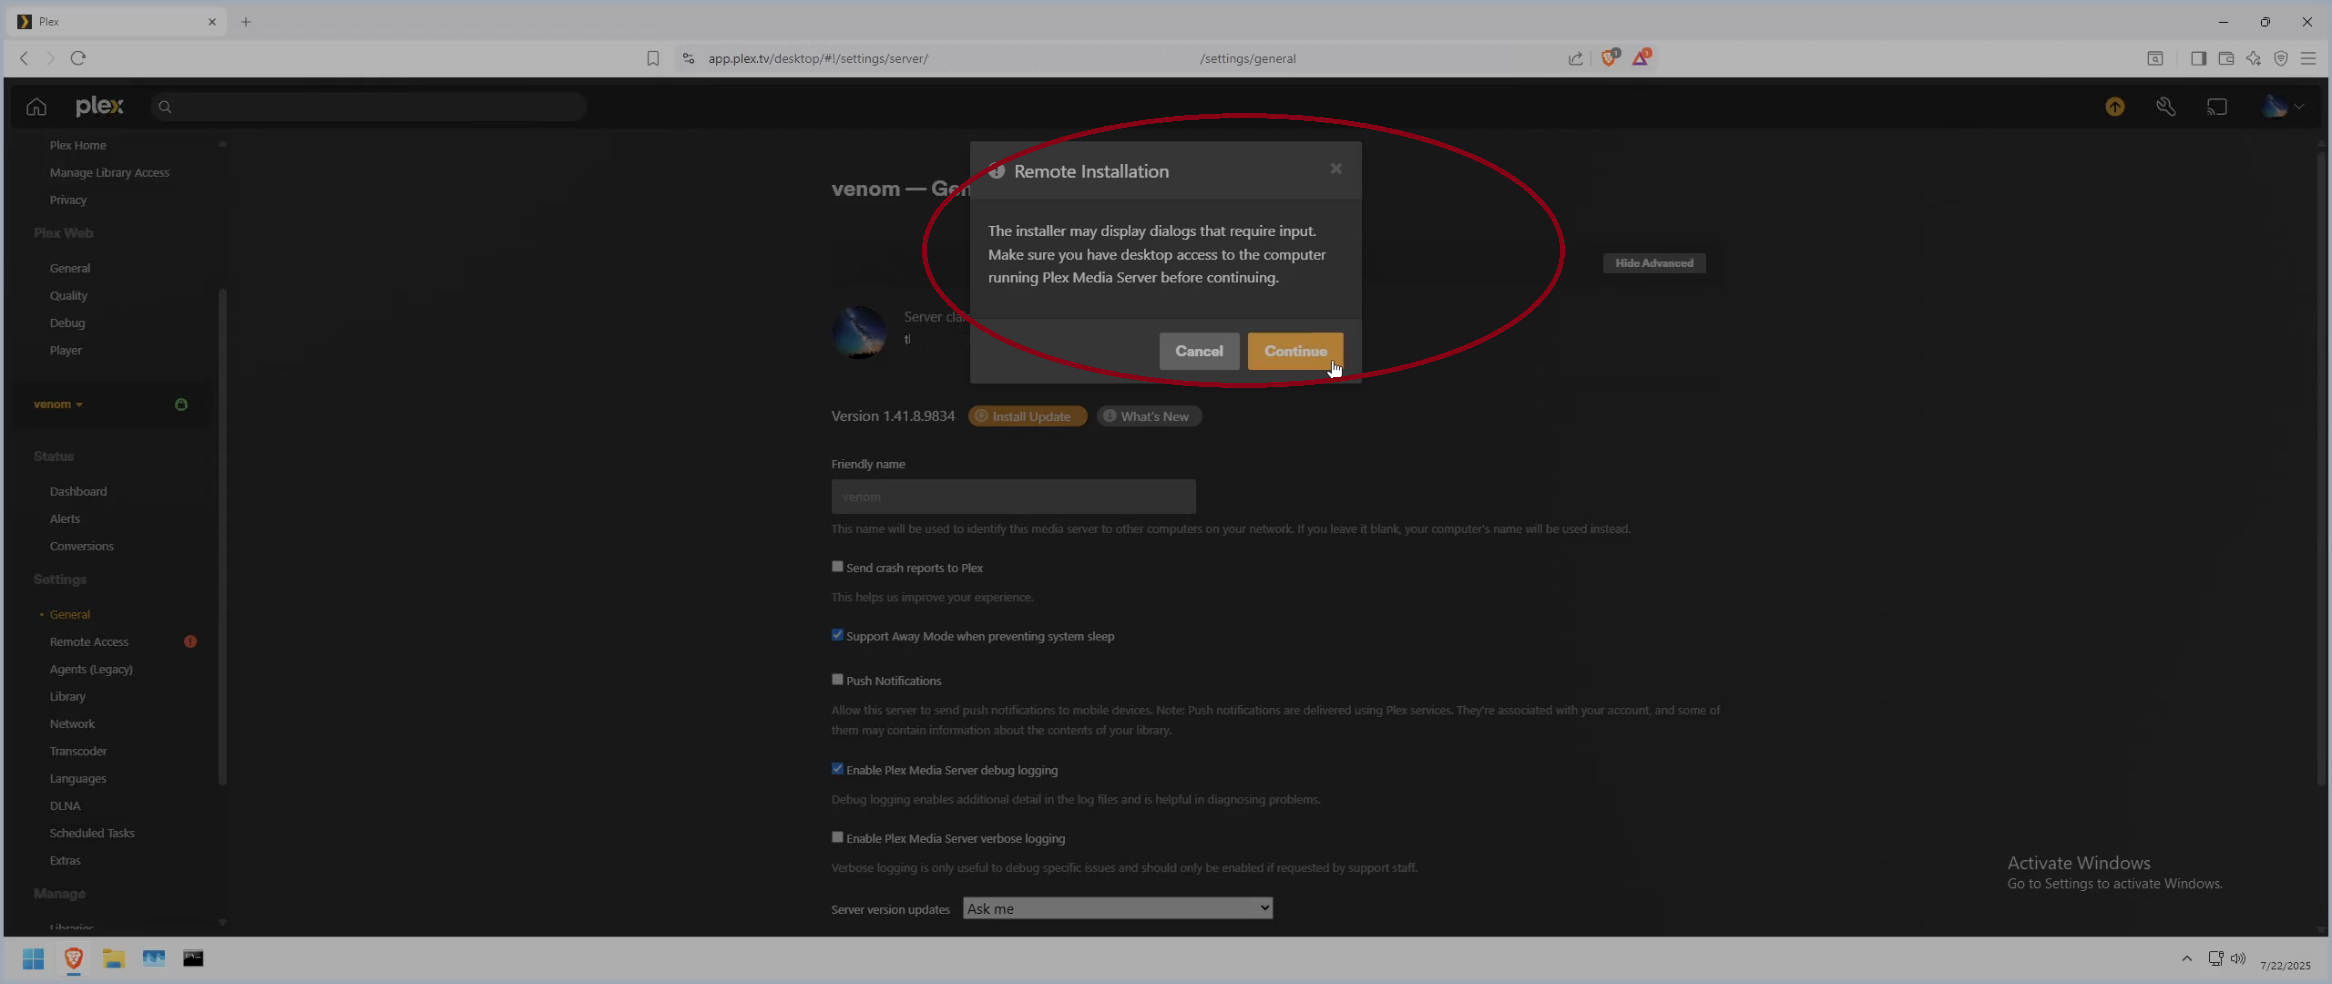 Plex
app.plex.tv/desktop/#!/settings/server/
/settings/general
1
1
plex
Plex Home
Manage Library Access
Privacy
Plex Web
General
Quality
Debug
Player
venom
Status
Dashboard
Alerts
Conversions
Settings
General
Remote Access
Agents (Legacy)
Library
Network
Transcoder
Languages
DLNA
Scheduled Tasks
Extras
Manage
Libraries
venom — Gen
Hide Advanced
Remote Installation
The installer may display dialogs that require input.
Make sure you have desktop access to the computer
running Plex Media Server before continuing.
Cancel
Continue
Server clai
Version 1.41.8.9834
Install Update
What's New
Friendly name
venom
This name will be used to identify this media server to other computers on your network. If you leave it blank, your computer's name will be used instead.
Send crash reports to Plex
This helps us improve your experience.
Support Away Mode when preventing system sleep
Push Notifications
Allow this server to send push notifications to mobile devices. Note: Push notifications are delivered using Plex services. They're associated with your account, and some of
them may contain information about the contents of your library.
Enable Plex Media Server debug logging
Debug logging enables additional detail in the log files and is helpful in diagnosing problems.
Enable Plex Media Server verbose logging
Verbose logging is only useful to debug specific issues and should only be enabled if requested by support staff.
Server version updates
Ask me
Activate Windows
Go to Settings to activate Windows.
7/22/2025